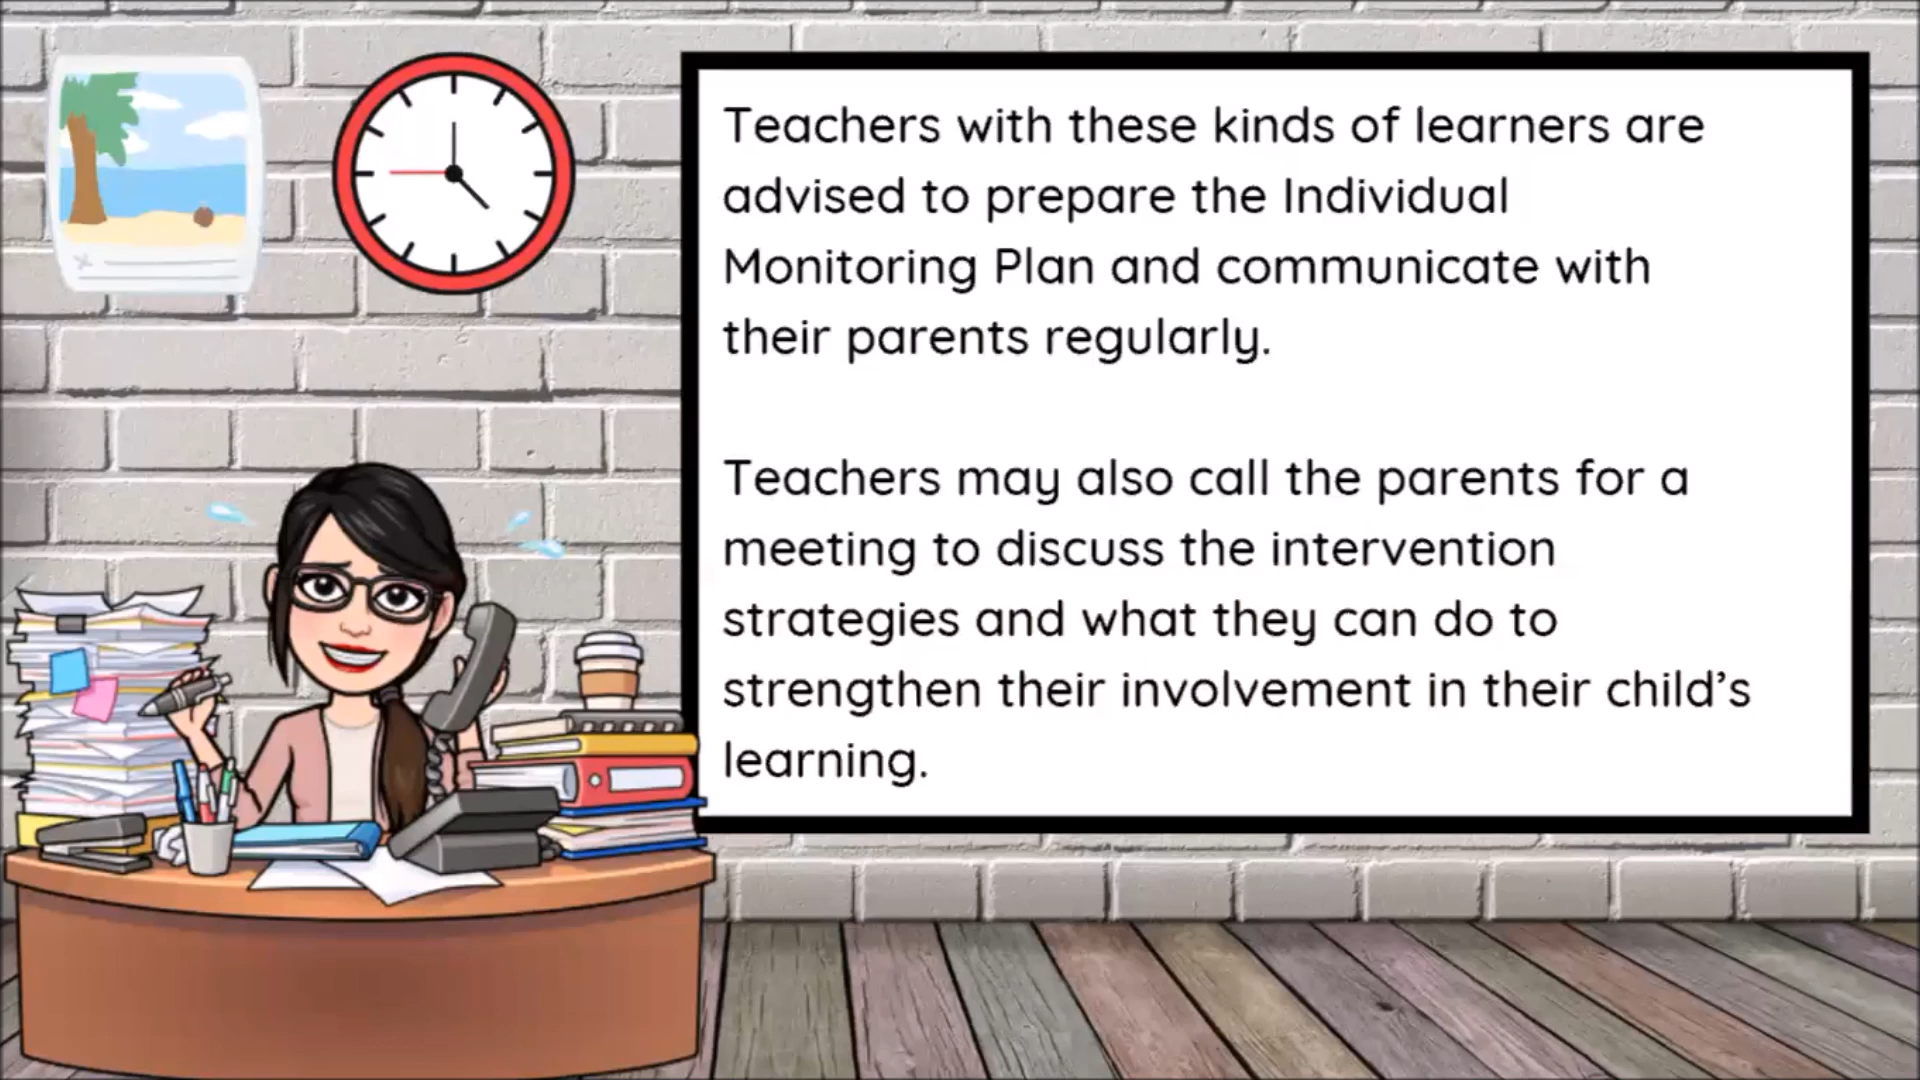 Teachers with these kinds of learners are
advised to prepare the Individual
Monitoring Plan and communicate with
their parents regularly.
Teachers may also call the parents for a
meeting to discuss the intervention
strategies and what they can do to
strengthen their involvement in their child’s
learning.